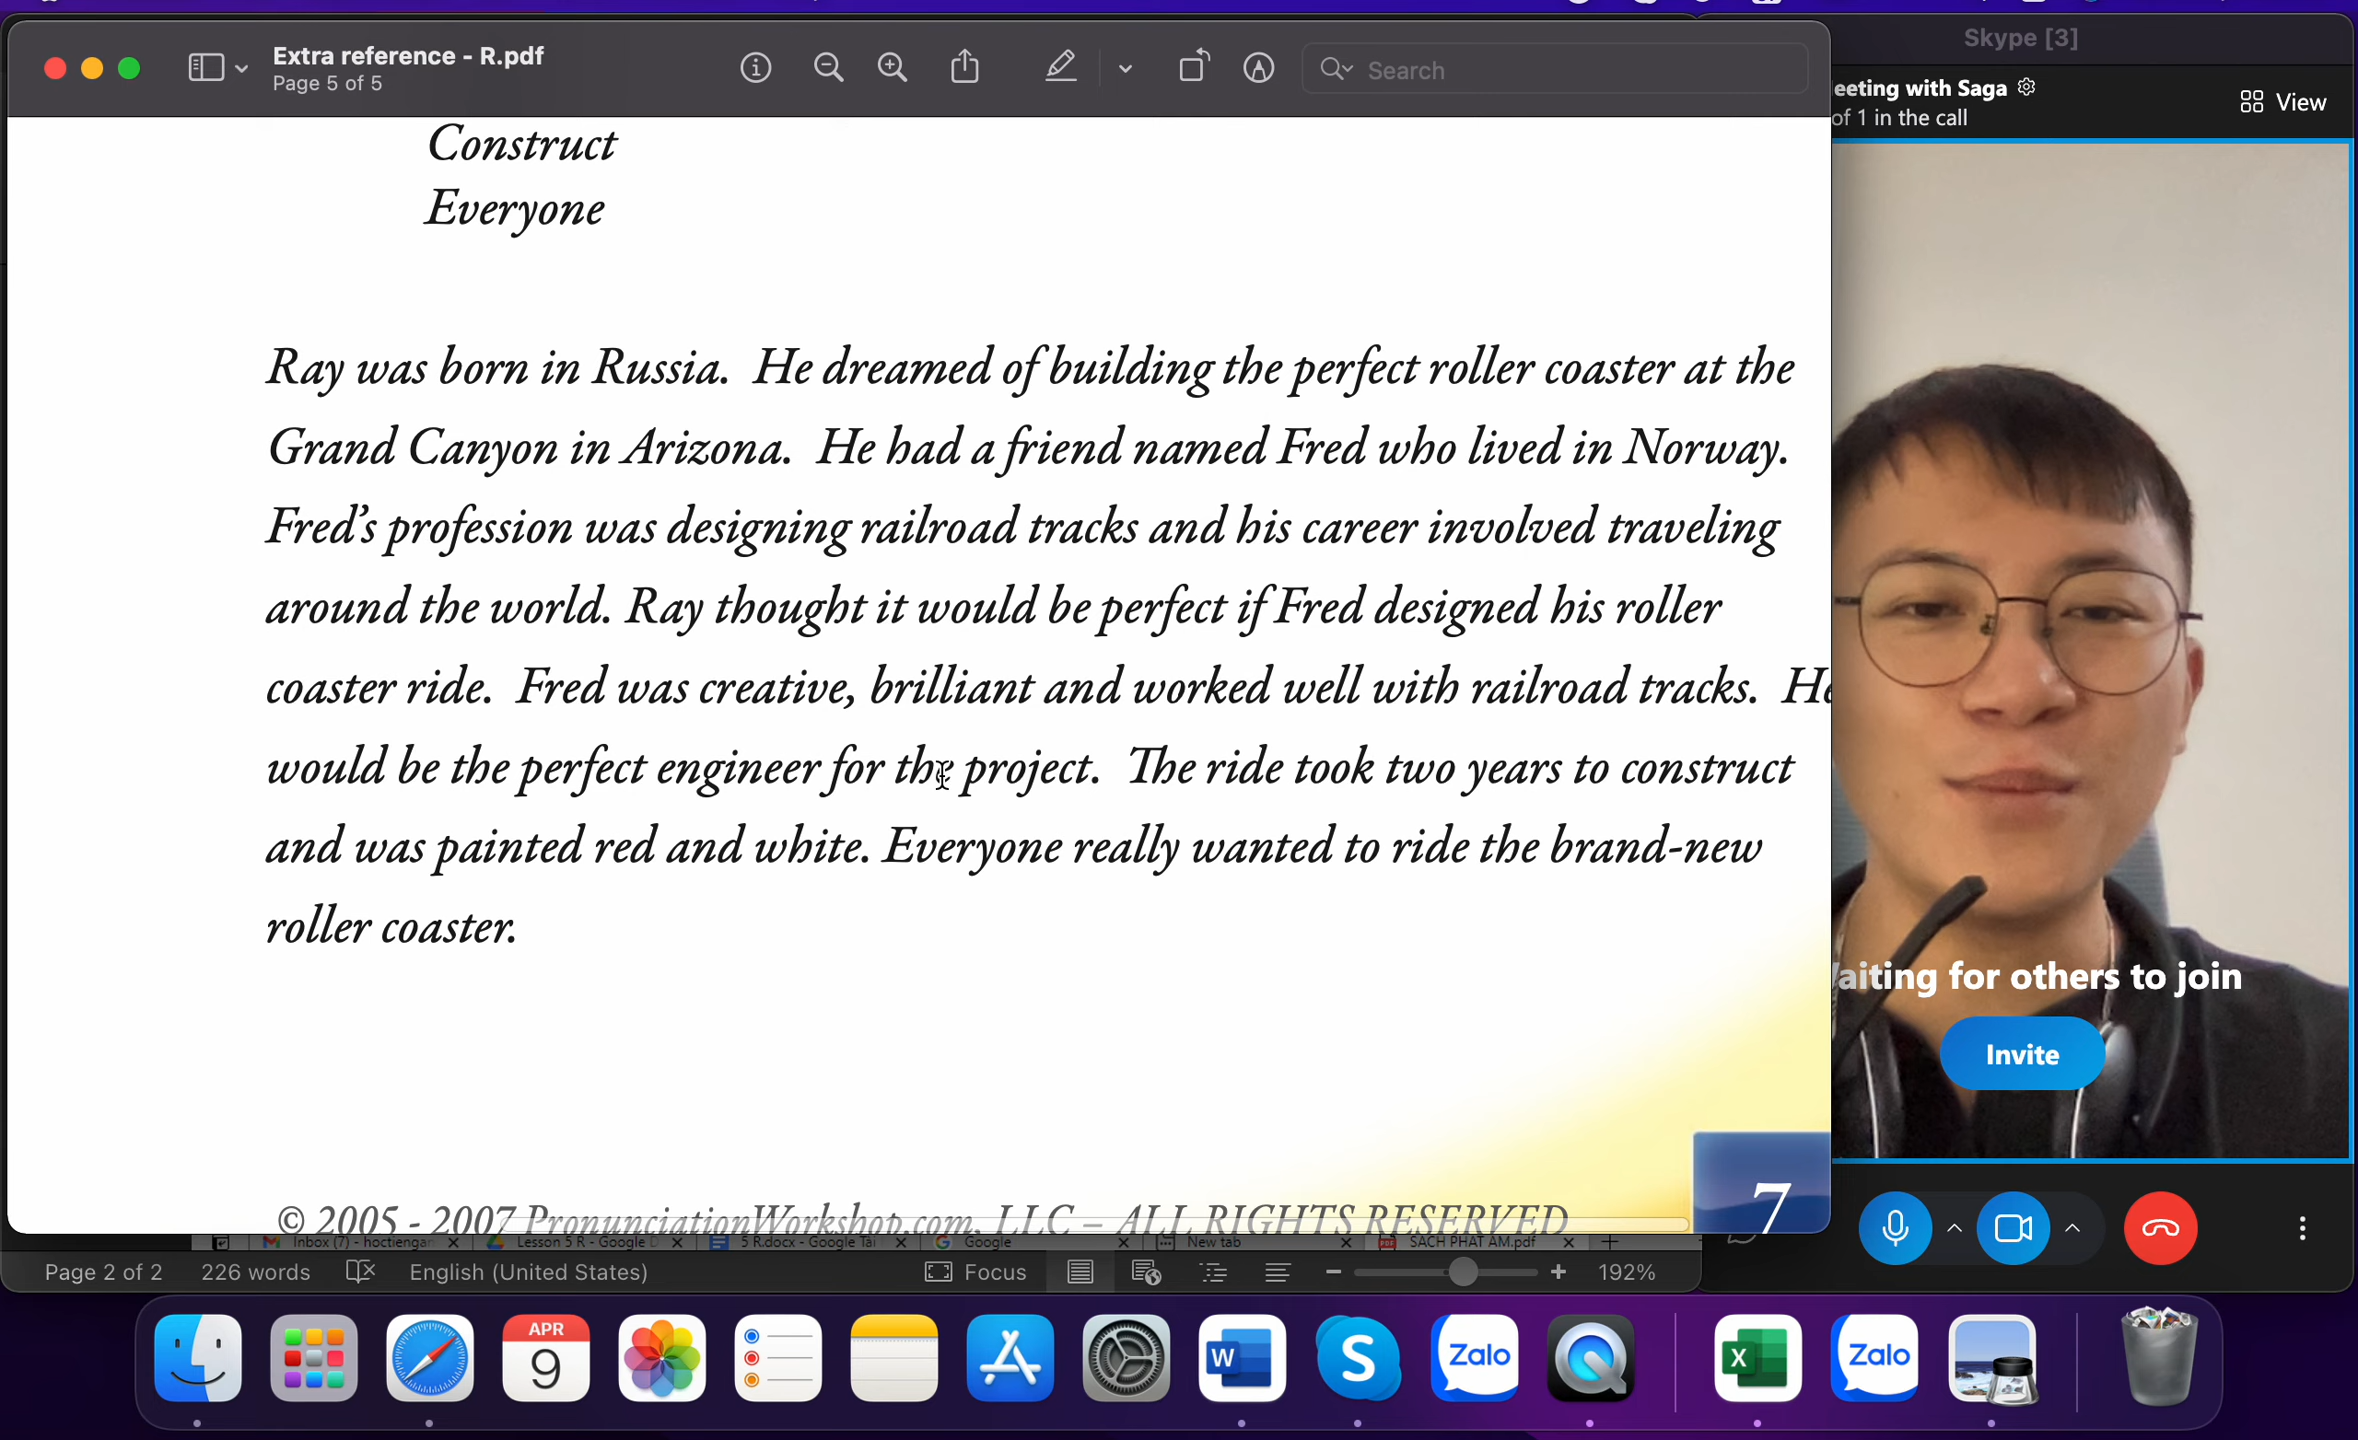 Extra reference - R.pdf
Page 5 of 5
Search
Skype [3]
eeting with Saga
of 1 in the call
View
Construct
Everyone
Ray was born in Russia. He dreamed of building the perfect roller coaster at the
Grand Canyon in Arizona. He had a friend named Fred who lived in Norway.
Fred's profession was designing railroad tracks and his career involved traveling
around the world. Ray thought it would be perfect if Fred designed his roller
coaster ride. Fred was creative, brilliant and worked well with railroad tracks. He
would be the perfect engineer for the project. The ride took two years to construct
and was painted red and white. Everyone really wanted to ride the brand-new
roller coaster.
aiting for others to join
Invite
© 2005 - 2007 PronunciationWorkshop.com, LLC – ALL RIGHTS RESERVED
7
Inbox (7) - hoctiengan
Lesson 5 R - Google D
5 R.docx - Google Tài
Google
New tab
SACH PHAT AM.pdf
Page 2 of 2
226 words
English (United States)
Focus
192%
APR
9
W
S
Zalo
X
Zalo